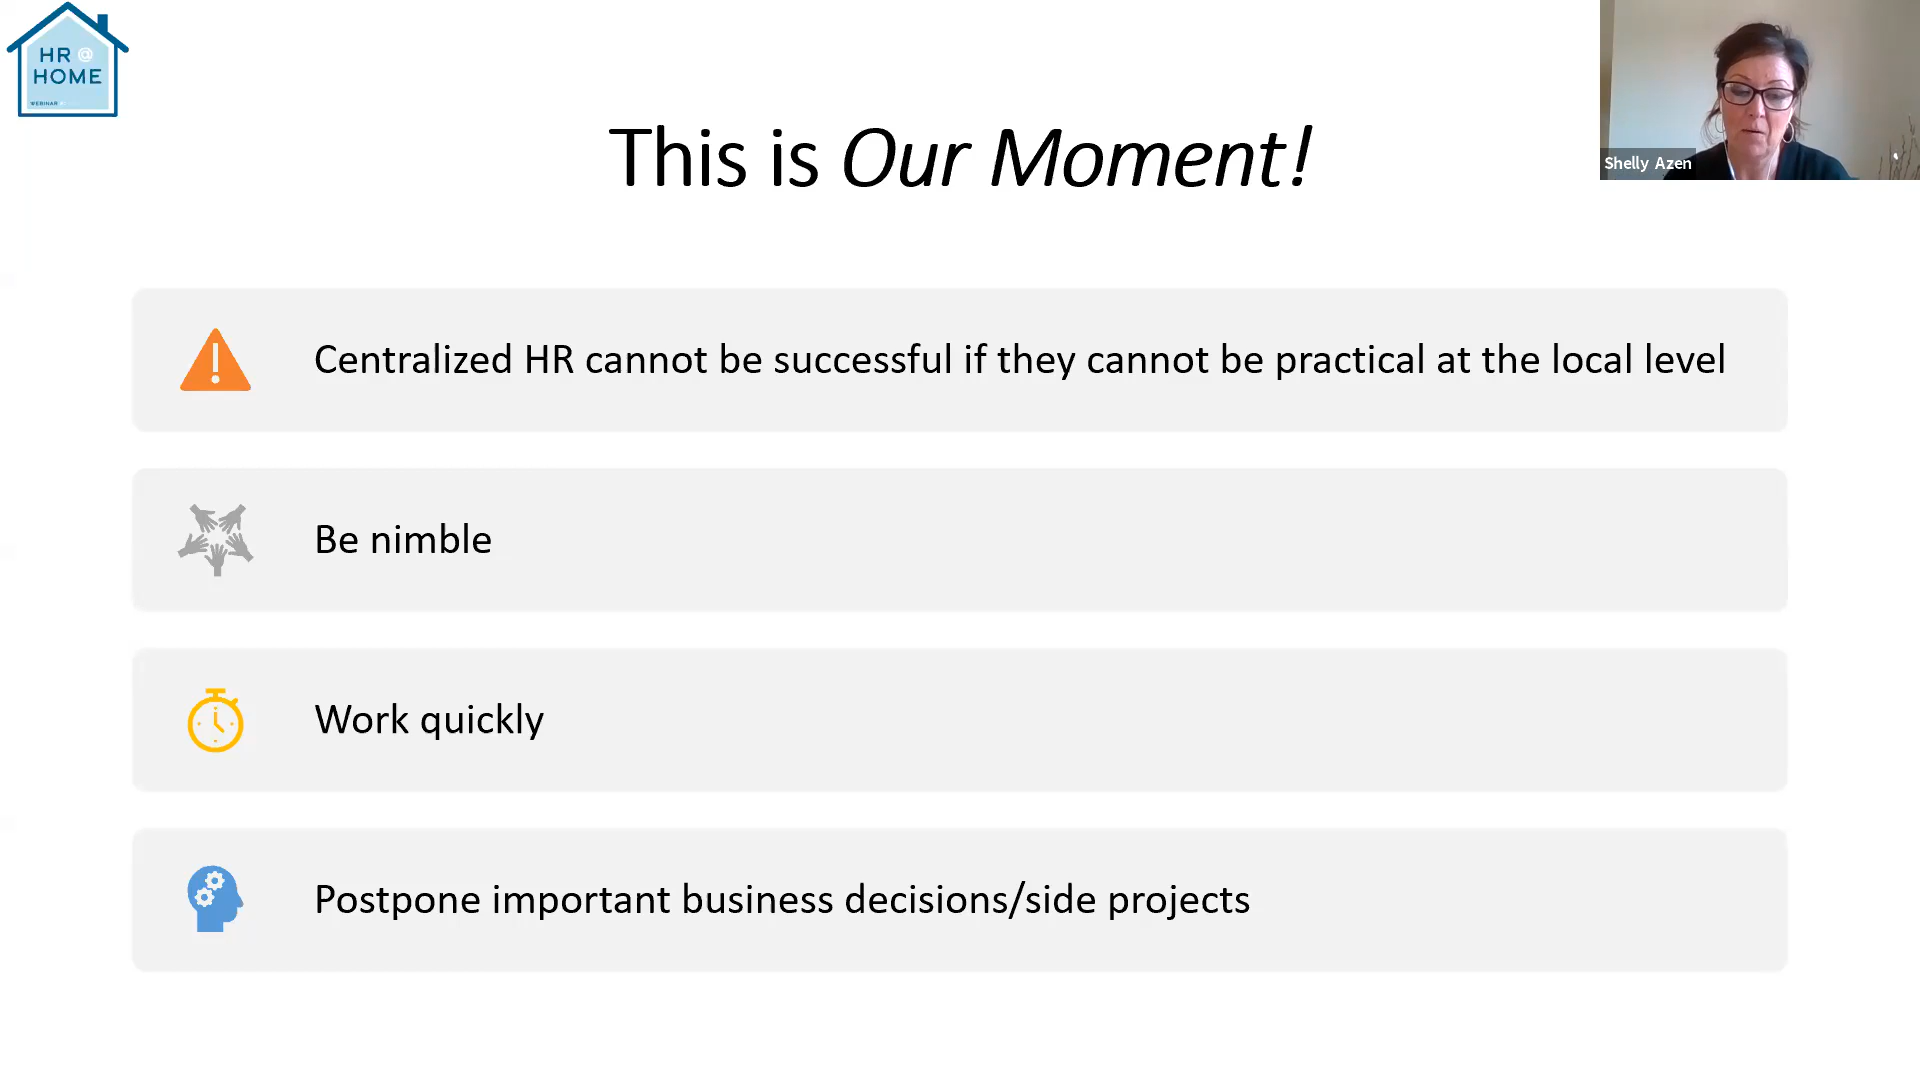 HR @
HOME
WEBINAR
This is Our Moment!
Shelly Azen
Centralized HR cannot be successful if they cannot be practical at the local level
Be nimble
Work quickly
Postpone important business decisions/side projects